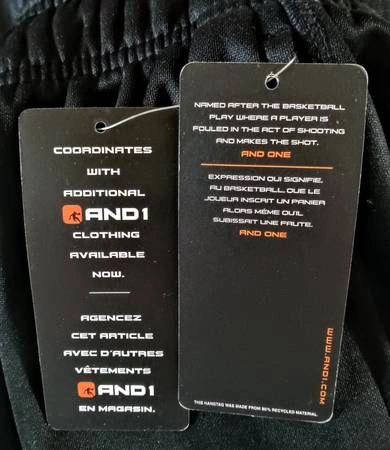 COORDINATES
WITH
ADDITIONAL
AND1
CLOTHING
AVAILABLE
NOW.
AGENCEZ
CET ARTICLE
AVEC D'AUTRES
VÊTEMENTS
AND1
EN MAGASIN.
NAMED AFTER THE BASKETBALL
PLAY WHERE A PLAYER IS
FOULED IN THE ACT OF SHOOTING
AND MAKES THE SHOT.
AND ONE
EXPRESSION QUI SIGNIFIE,
AU BASKETBALL, QUE LE
JOUEUR INSCRIT UN PANIER
ALORS MÊME QU'IL
SUBISSAIT UNE FAUTE.
AND ONE
WWW.AND1.COM
THIS HANGTAG WAS MADE FROM 80% RECYCLED MATERIAL.